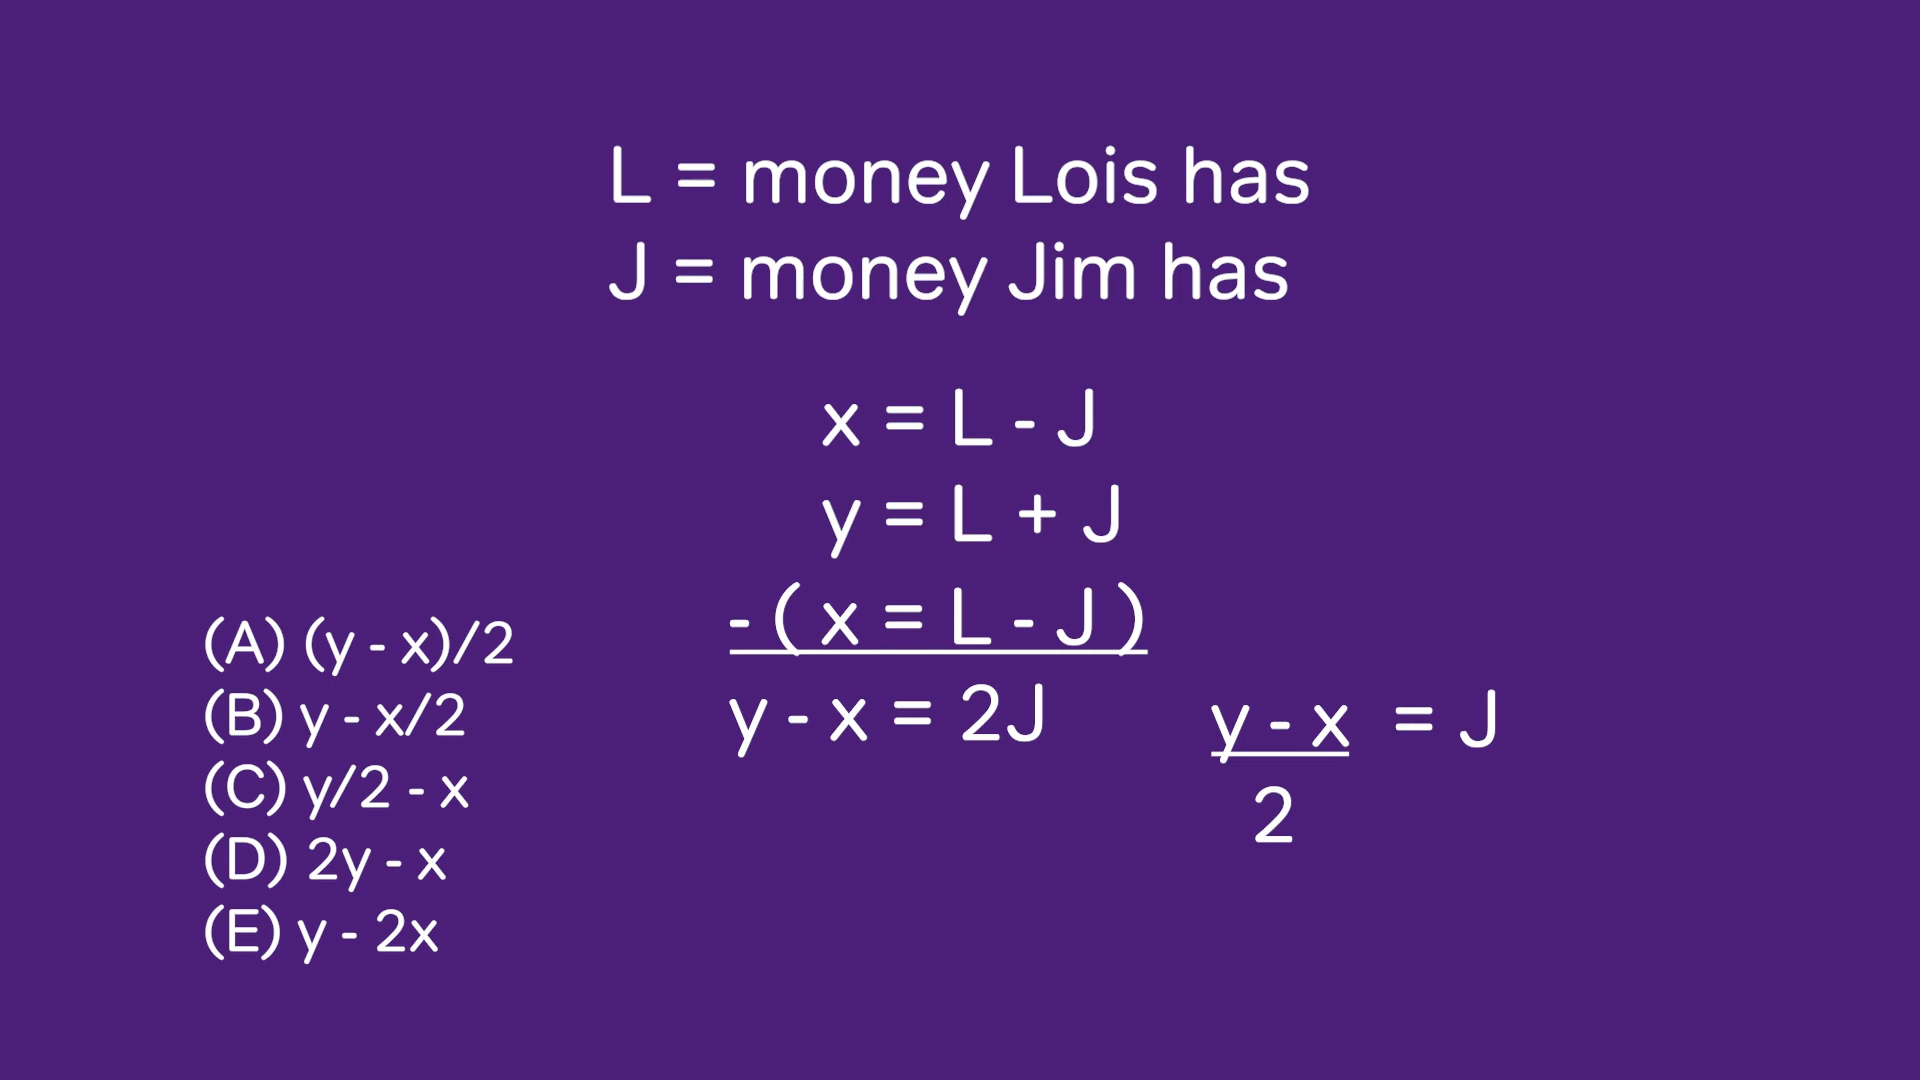 L = money Lois has
J = money Jim has
x = L - J
y = L + J
- ( x = L - J )
y - x = 2J
y - x = J
2
(A) (y - x)/2
(B) y - x/2
(C) y/2 - x
(D) 2y - x
(E) y - 2x